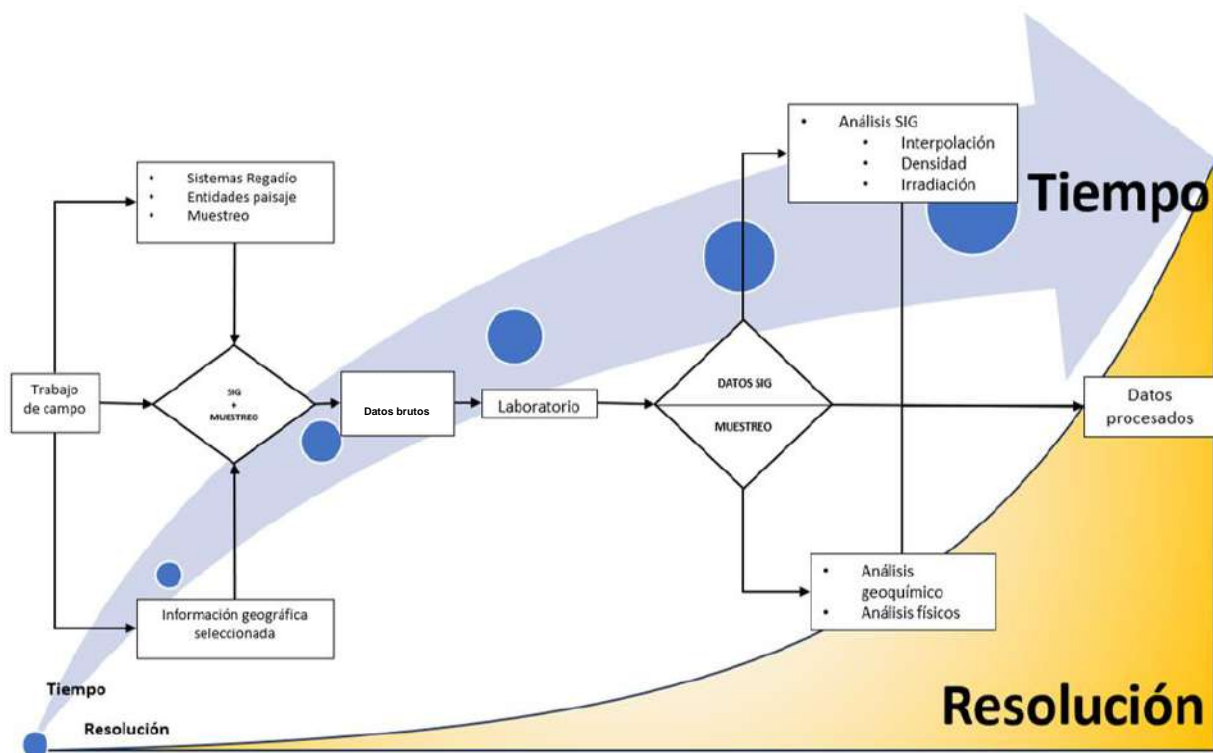 Análisis SIG
Interpolación
Densidad
Irradiación
Tiempo
Sistemas Regadío
Entidades paisaje
Muestreo
Trabajo
de campo
SIG
+
MUESTREO
Datos brutos
Laboratorio
DATOS SIG
MUESTREO
Datos
procesados
Análisis
geoquímico
Análisis físicos
Información geográfica
seleccionada
Tiempo
Resolución
Resolución